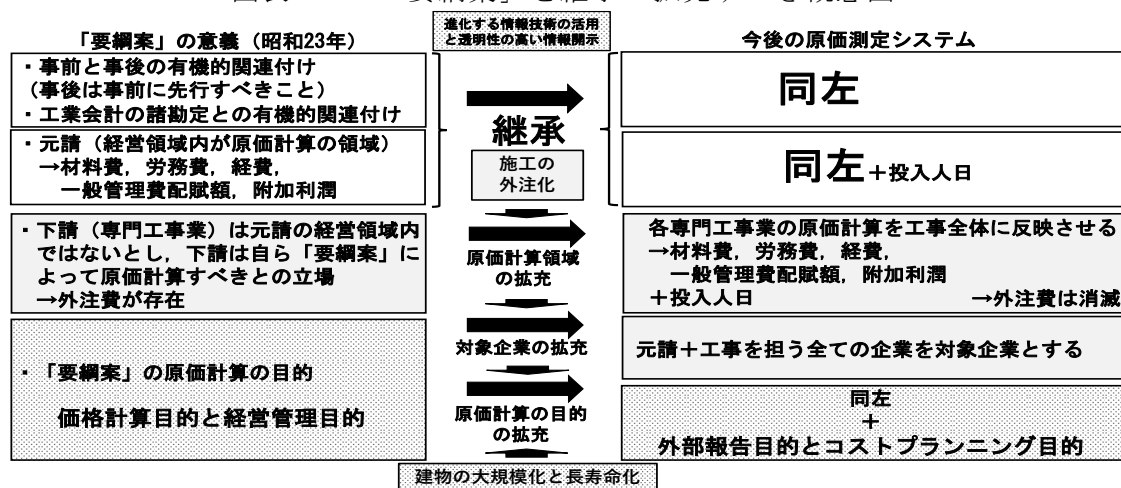 進化する情報技術の活用
と透明性の高い情報開示
「要綱案」の意義（昭和23年）
今後の原価測定システム
・事前と事後の有機的関連付け
（事後は事前に先行すべきこと）
・工業会計の諸勘定との有機的関連付け
継承
同左
・元請（経営領域内が原価計算の領域）
→材料費，労務費，経費，
一般管理費配賦額，附加利潤
施工の
外注化
同左＋投入人日
・下請（専門工事業）は元請の経営領域内
ではないとし，下請は自ら「要綱案」に
よって原価計算すべきとの立場
→外注費が存在
原価計算領域
の拡充
各専門工事業の原価計算を工事全体に反映させる
→材料費，労務費，経費，
一般管理費配賦額，附加利潤
＋投入人日 →外注費は消滅
対象企業の拡充
元請＋工事を担う全ての企業を対象企業とする
・「要綱案」の原価計算の目的
価格計算目的と経営管理目的
原価計算の目的
の拡充
同左
＋
外部報告目的とコストプランニング目的
建物の大規模化と長寿命化